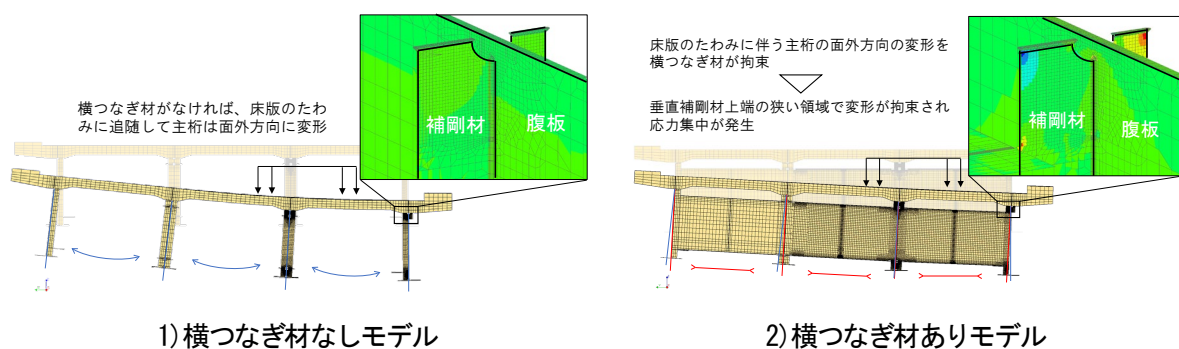 横つなぎ材がなければ、床版のたわ
みに追随して主桁は面外方向に変形
補剛材
腹板
1)横つなぎ材なしモデル
床版のたわみに伴う主桁の面外方向の変形を
横つなぎ材が拘束
垂直補剛材上端の狭い領域で変形が拘束され
応力集中が発生
補剛材
腹板
2)横つなぎ材ありモデル